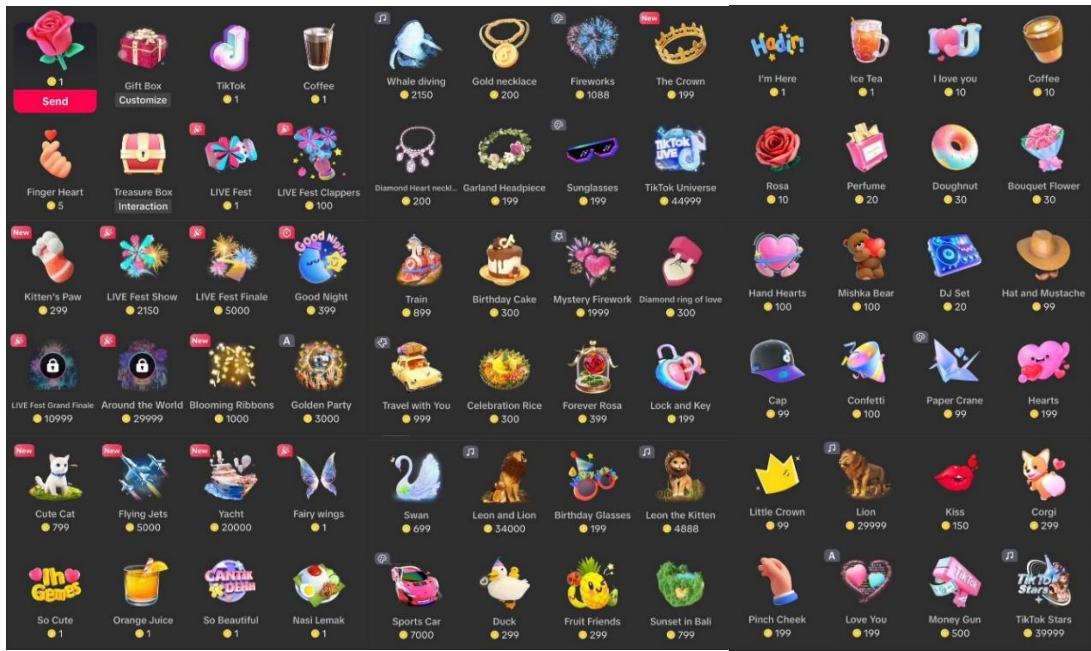 1
Send
Gift Box
Customize
TikTok
1
Coffee
1
Whale diving
2150
Gold necklace
200
Fireworks
1088
New
The Crown
199
Hadir!
I'm Here
1
Ice Tea
1
I U
I love you
10
Coffee
10
Finger Heart
5
Treasure Box
Interaction
LIVE Fest
1
LIVE Fest Clappers
100
Diamond Heart neckl...
200
Garland Headpiece
199
Sunglasses
199
TikTok
LIVE
TikTok Universe
44999
Rosa
10
Perfume
20
Doughnut
30
Bouquet Flower
30
New
Kitten's Paw
299
LIVE Fest Show
2150
LIVE Fest Finale
5000
GOOD Night
Good Night
399
Train
899
Birthday Cake
300
Mystery Firework
1999
Diamond ring of love
300
Hand Hearts
100
Mishka Bear
100
DJ Set
20
Hat and Mustache
99
LIVE Fest Grand Finale
10999
Around the World
29999
New
Blooming Ribbons
1000
A
Golden Party
3000
Travel with You
999
Celebration Rice
300
Forever Rosa
399
Lock and Key
199
Cap
99
Confetti
100
Paper Crane
99
Hearts
199
New
Cute Cat
799
New
Flying Jets
5000
New
Yacht
20000
Fairy wings
1
Swan
699
Leon and Lion
34000
Birthday Glasses
199
Leon the Kitten
4888
Little Crown
99
Lion
29999
Kiss
150
Corgi
299
Ih
Gemes
So Cute
1
Orange Juice
1
CANTIK
So Beautiful
1
Nasi Lemak
1
Sports Car
7000
Duck
299
Fruit Friends
299
Sunset in Bali
799
Pinch Cheek
199
A
Love You
199
TikTok
Money Gun
500
TikTok
Stars
TikTok Stars
39999